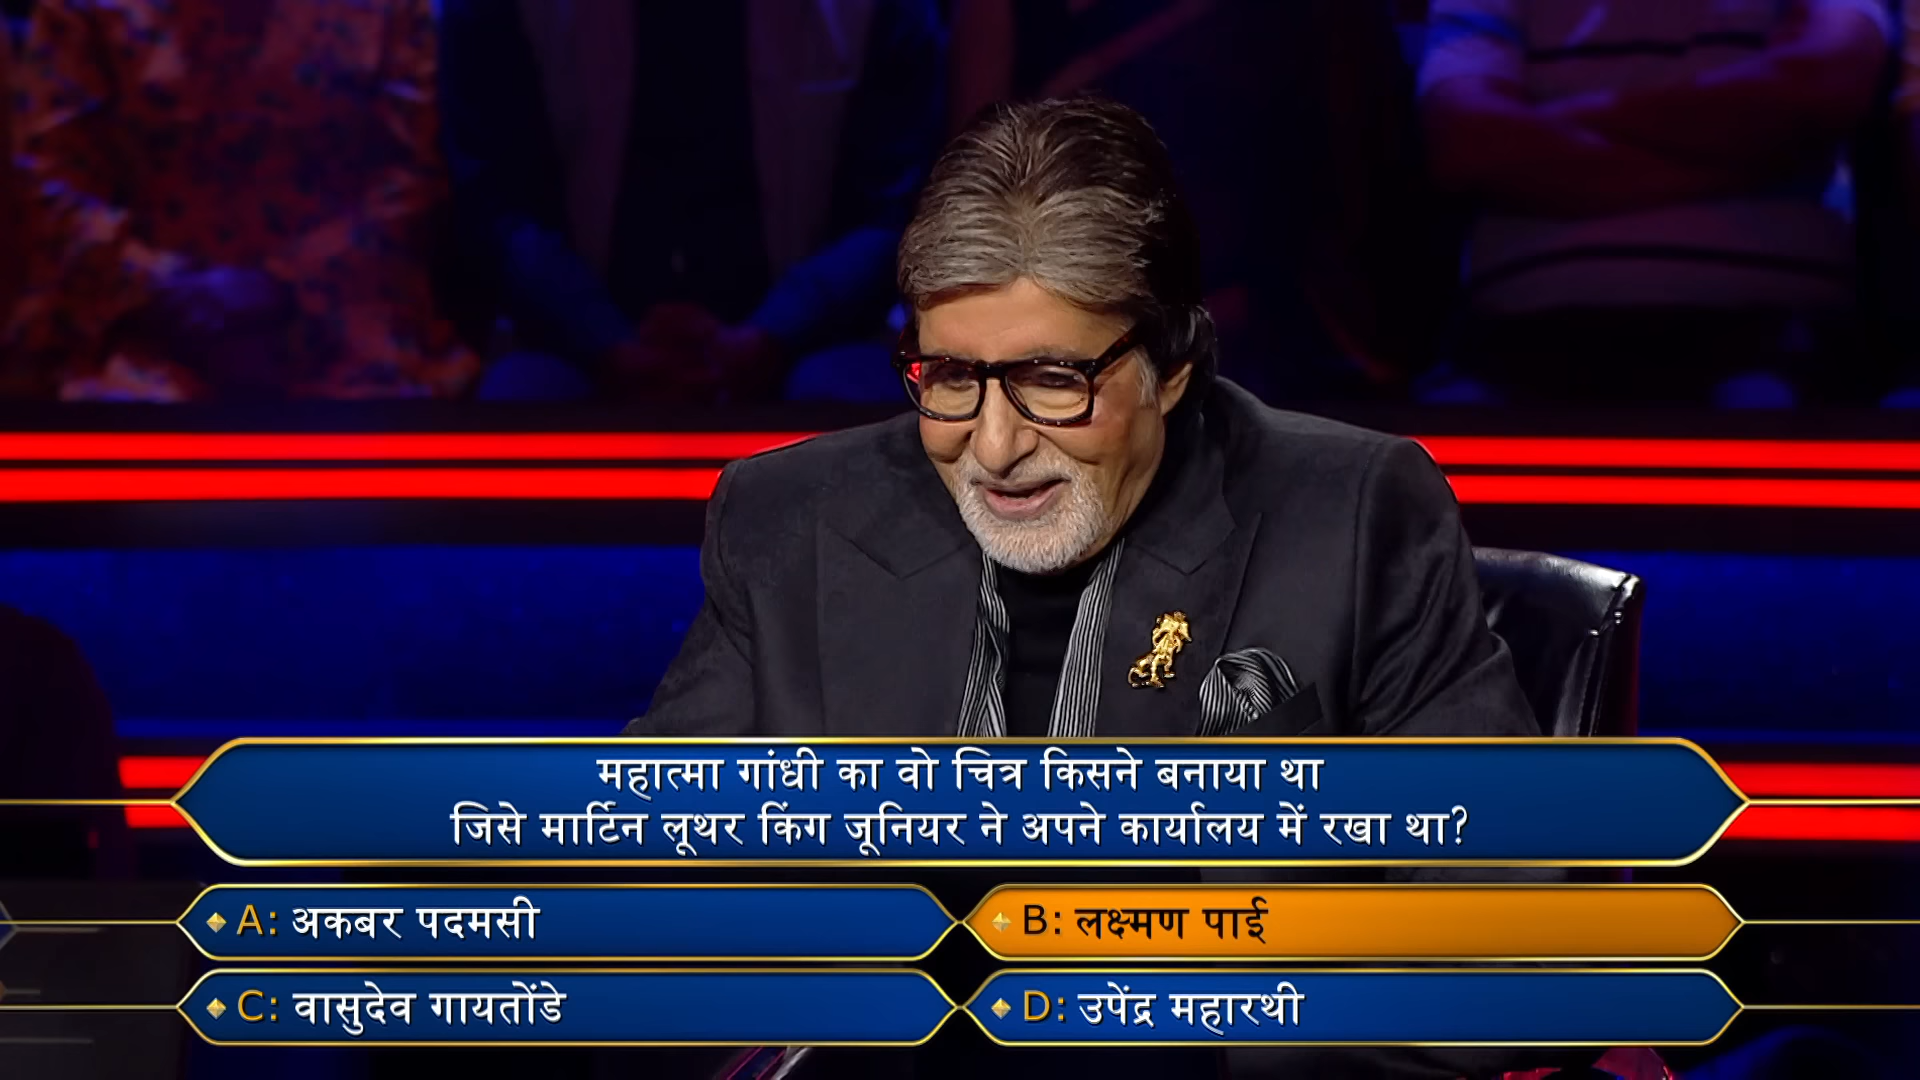 महात्मा गांधी का वो चित्र किसने बनाया था
जिसे मार्टिन लूथर किंग जूनियर ने अपने कार्यालय में रखा था?
A: अकबर पदमसी
B: लक्ष्मण पाई
C: वासुदेव गायतोंडे
D: उपेंद्र महारथी